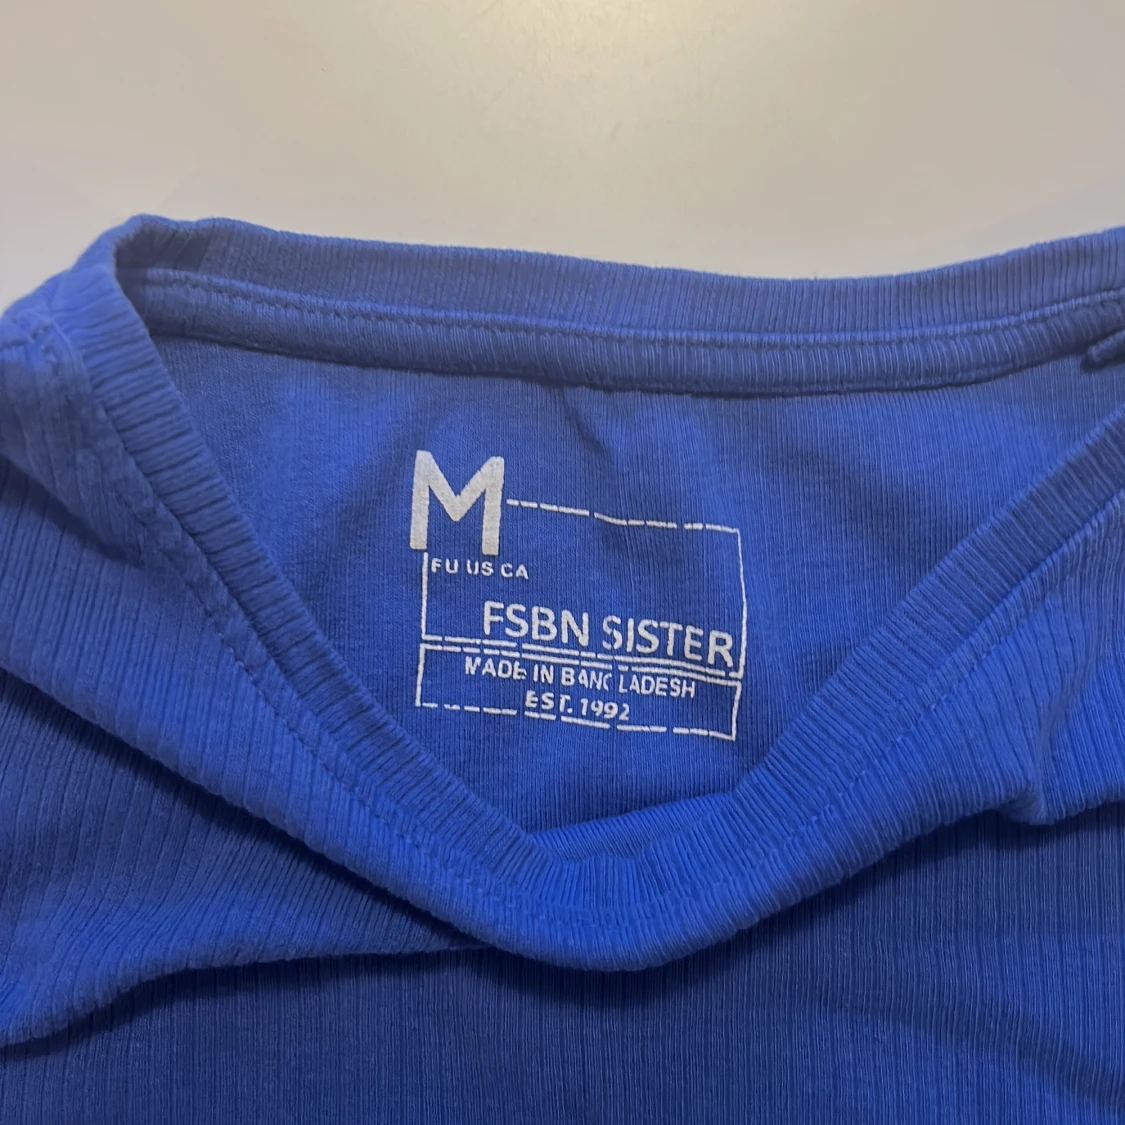 M
EU US CA
FSBN SISTER
MADE IN BANGLADESH
EST. 1992